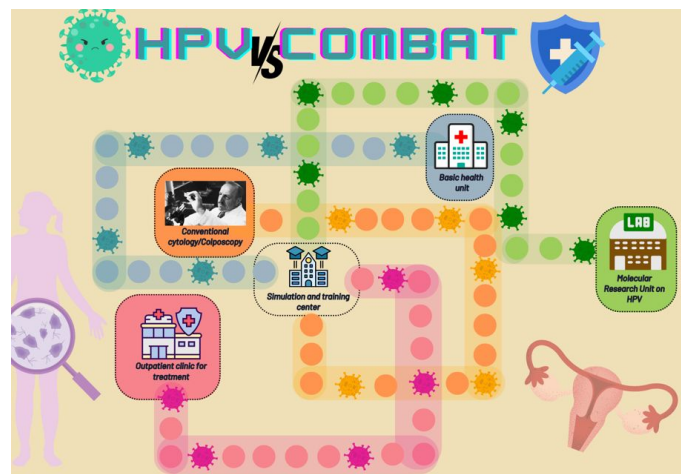 HPV VS COMBAT
Basic health
unit
Conventional
cytology/Colposcopy
LAB
Molecular
Research Unit on
HPV
Simulation and training
center
Outpatient clinic for
treatment